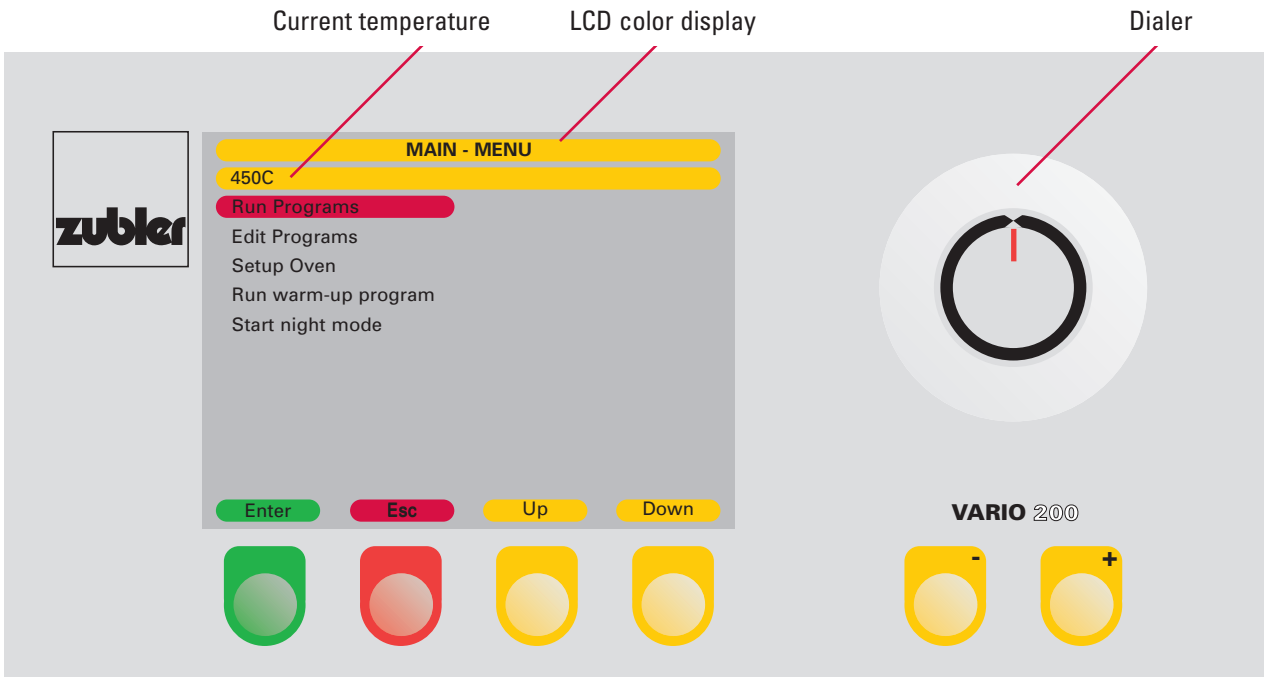 Current temperature LCD color display Dialer
zubler
MAIN - MENU
450C
Run Programs
Edit Programs
Setup Oven
Run warm-up program
Start night mode
Enter Esc Up Down
VARIO 200
- +